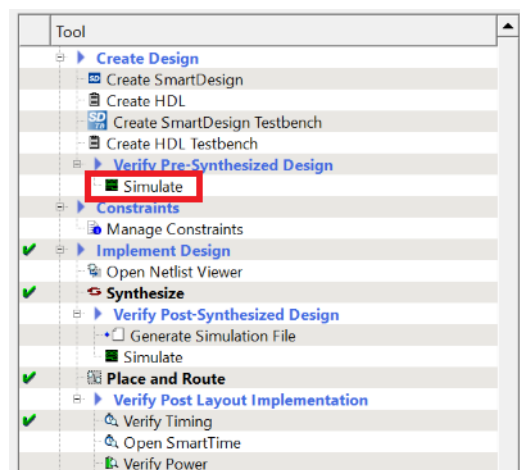 Tool
Create Design
SD Create SmartDesign
Create HDL
SD Create SmartDesign Testbench
Create HDL Testbench
Verify Pre-Synthesized Design
Simulate
Constraints
Manage Constraints
Implement Design
Open Netlist Viewer
Synthesize
Verify Post-Synthesized Design
Generate Simulation File
Simulate
Place and Route
Verify Post Layout Implementation
Verify Timing
Open SmartTime
Verify Power